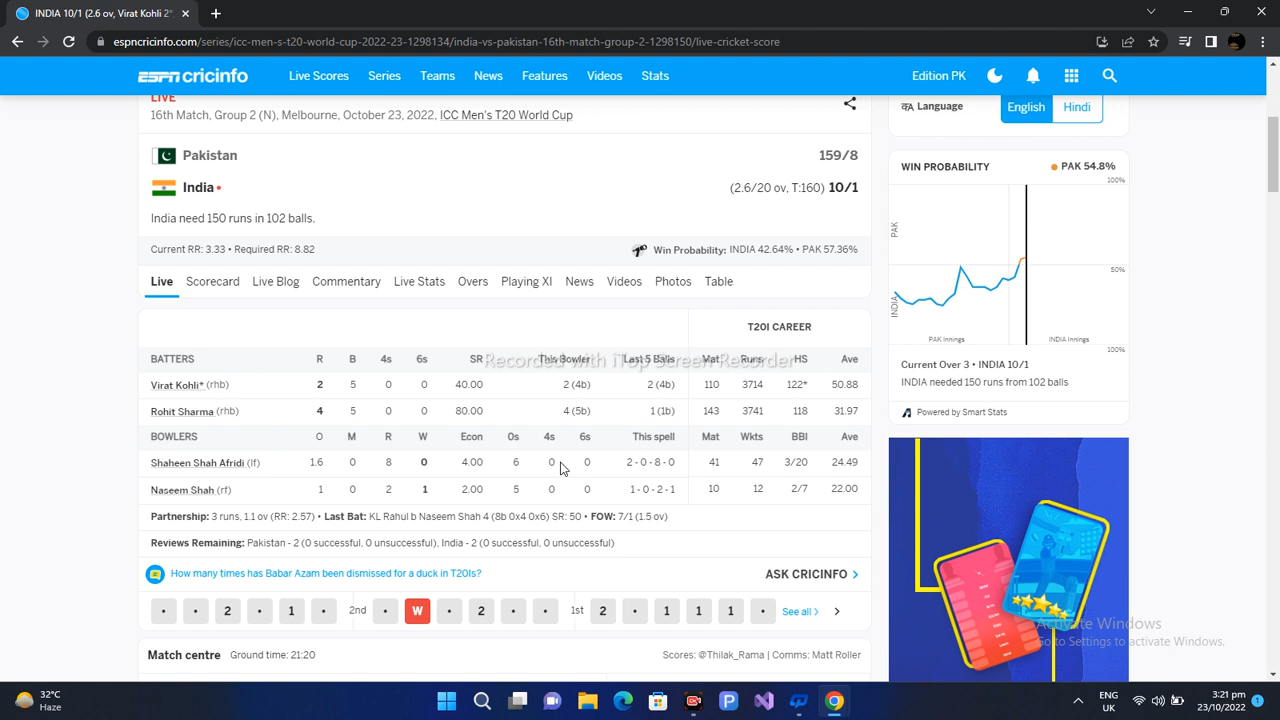 INDIA 10/1 (2.6 ov, Virat Kohli 2*
espncricinfo.com/series/icc-men-s-t20-world-cup-2022-23-1298134/india-vs-pakistan-16th-match-group-2-1298150/live-cricket-score
ESPN cricinfo Live Scores Series Teams News Features Videos Stats Edition PK
LIVE
16th Match, Group 2 (N), Melbourne, October 23, 2022, ICC Men's T20 World Cup
Language English Hindi
Pakistan 159/8
India • (2.6/20 ov, T:160) 10/1
India need 150 runs in 102 balls.
Current RR: 3.33 • Required RR: 8.82 Win Probability: INDIA 42.64% • PAK 57.36%
Live Scorecard Live Blog Commentary Live Stats Overs Playing XI News Videos Photos Table
T20I CAREER
BATTERS R B 4s 6s SR This Bowler Last 5 Balls Mat Runs HS Ave
Recorded with iTop Screen Recorder
Virat Kohli* (rhb) 2 5 0 0 40.00 2 (4b) 2 (4b) 110 3714 122* 50.88
Rohit Sharma (rhb) 4 5 0 0 80.00 4 (5b) 1 (1b) 143 3741 118 31.97
BOWLERS O M R W Econ 0s 4s 6s This spell Mat Wkts BBI Ave
Shaheen Shah Afridi (lf) 1.6 0 8 0 4.00 6 0 0 2 - 0 - 8 - 0 41 47 3/20 24.49
Naseem Shah (rf) 1 0 2 1 2.00 5 0 0 1 - 0 - 2 - 1 10 12 2/7 22.00
Partnership: 3 runs, 1.1 ov (RR: 2.57) • Last Bat: KL Rahul b Naseem Shah 4 (8b 0x4 0x6) SR: 50 • FOW: 7/1 (1.5 ov)
Reviews Remaining: Pakistan - 2 (0 successful, 0 unsuccessful), India - 2 (0 successful, 0 unsuccessful)
How many times has Babar Azam been dismissed for a duck in T20Is? ASK CRICINFO
• • 2 • 1 • 2nd • W • 2 • • 1st 2 • 1 1 1 • See all
Match centre Ground time: 21:20 Scores: @Thilak_Rama | Comms: Matt Roller
WIN PROBABILITY • PAK 54.8%
100%
PAK
50%
INDIA
PAK Innings INDIA Innings
100%
Current Over 3 • INDIA 10/1
INDIA needed 150 runs from 102 balls
Powered by Smart Stats
Activate Windows
Go to Settings to activate Windows.
32°C
Haze
ENG
UK
3:21 pm
23/10/2022
1